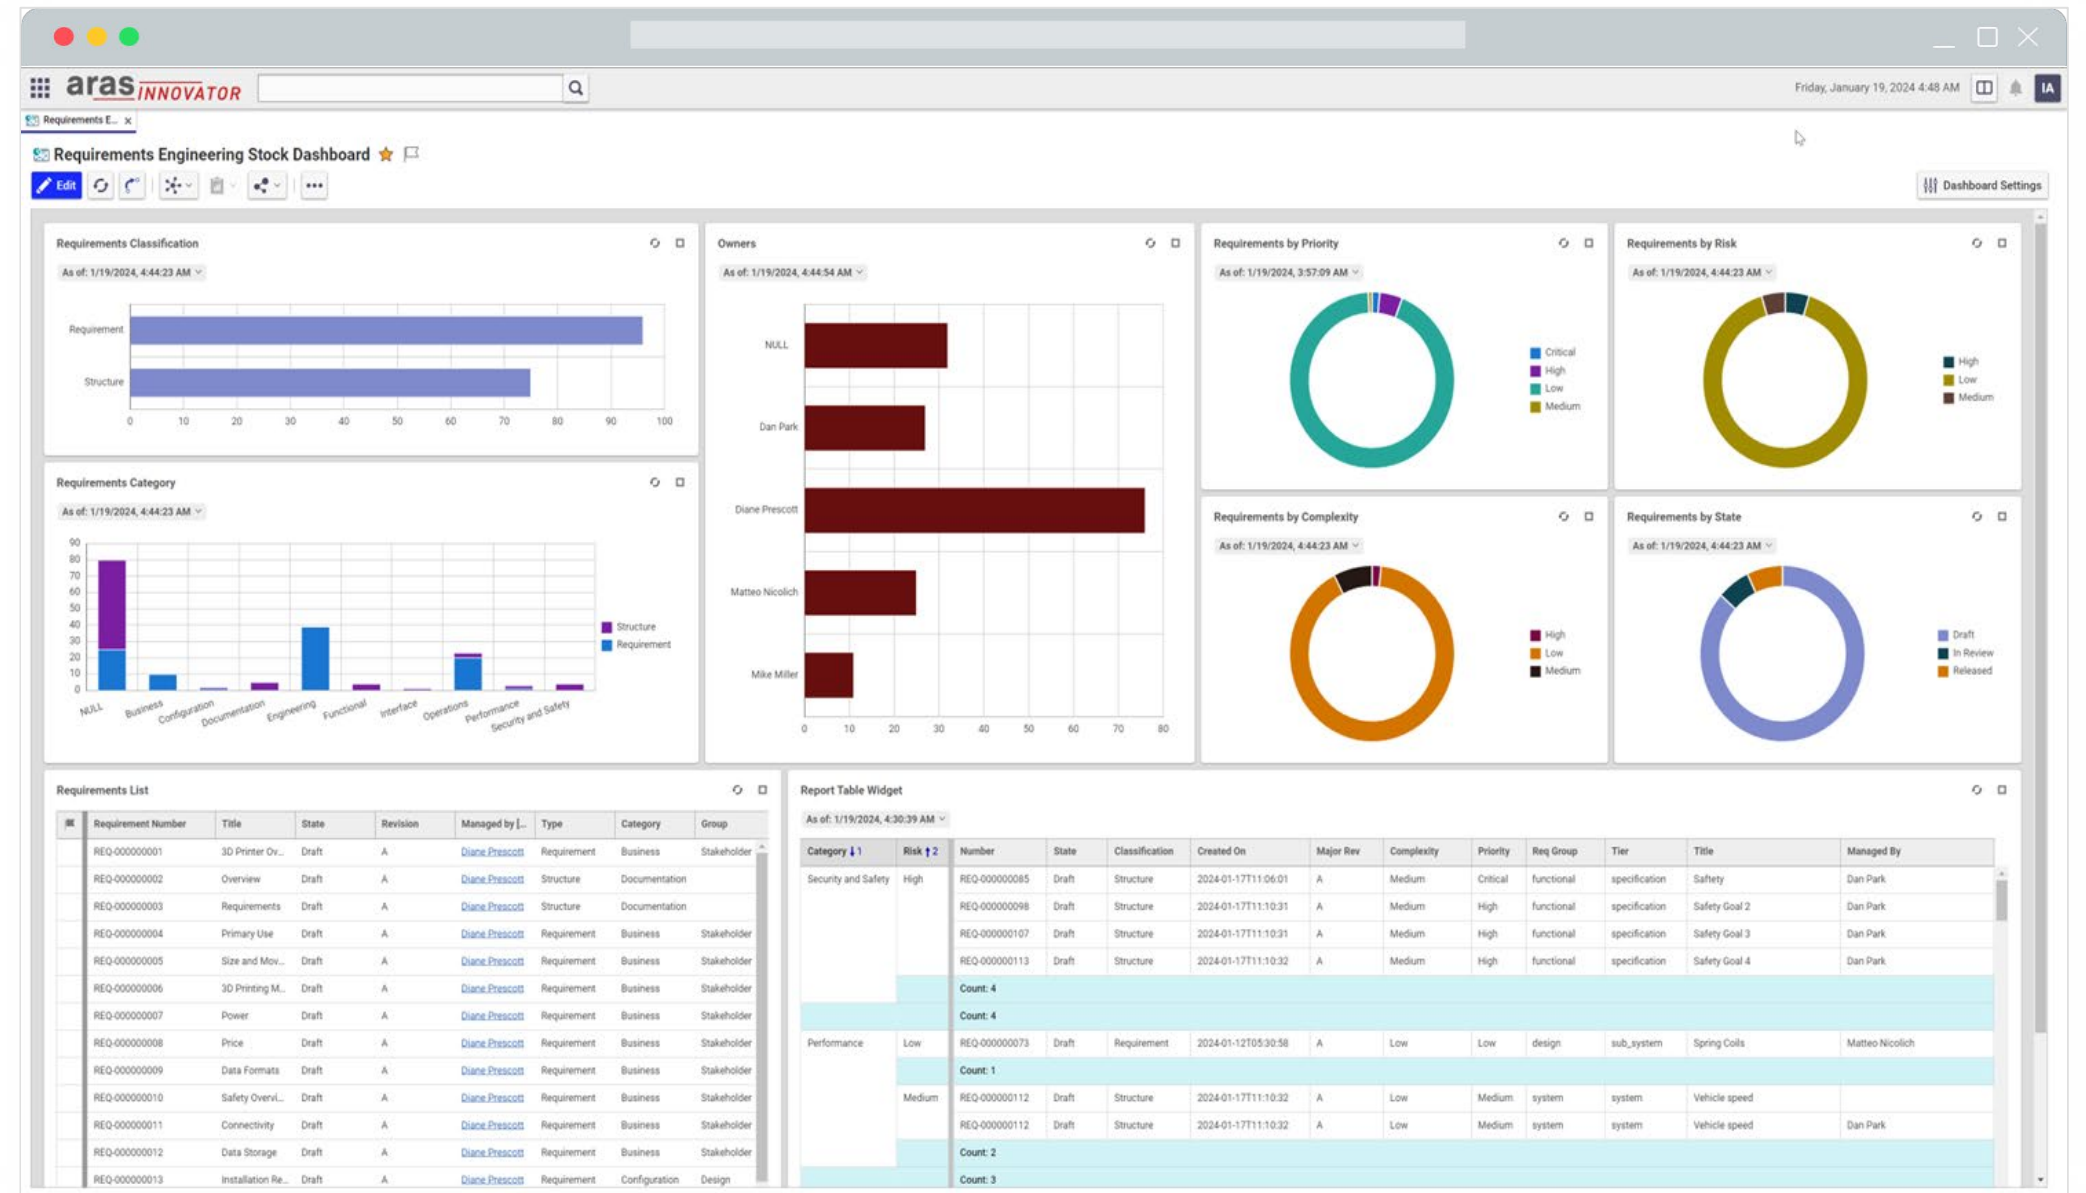 aras INNOVATOR
Friday, January 19, 2024 4:48 AM
IA
Requirements E... x
Requirements Engineering Stock Dashboard
Edit
Dashboard Settings
Requirements Classification
As of: 1/19/2024, 4:44:23 AM
Requirement
Structure
0 10 20 30 40 50 60 70 80 90 100
Requirements Category
As of: 1/19/2024, 4:44:23 AM
90
80
70
60
50
40
30
20
10
0
NULL Business Configuration Documentation Engineering Functional Interface Operations Performance Security and Safety
Structure
Requirement
Owners
As of: 1/19/2024, 4:44:54 AM
NULL
Dan Park
Diane Prescott
Matteo Nicolich
Mike Miller
0 10 20 30 40 50 60 70 80
Requirements by Priority
As of: 1/19/2024, 3:57:09 AM
Critical
High
Low
Medium
Requirements by Risk
As of: 1/19/2024, 4:44:23 AM
High
Low
Medium
Requirements by Complexity
As of: 1/19/2024, 4:44:23 AM
High
Low
Medium
Requirements by State
As of: 1/19/2024, 4:44:23 AM
Draft
In Review
Released
Requirements List
Requirement Number Title State Revision Managed by [... Type Category Group
REQ-000000001 3D Printer Ov... Draft A Diane Prescott Requirement Business Stakeholder
REQ-000000002 Overview Draft A Diane Prescott Structure Documentation
REQ-000000003 Requirements Draft A Diane Prescott Structure Documentation
REQ-000000004 Primary Use Draft A Diane Prescott Requirement Business Stakeholder
REQ-000000005 Size and Mov... Draft A Diane Prescott Requirement Business Stakeholder
REQ-000000006 3D Printing M... Draft A Diane Prescott Requirement Business Stakeholder
REQ-000000007 Power Draft A Diane Prescott Requirement Business Stakeholder
REQ-000000008 Price Draft A Diane Prescott Requirement Business Stakeholder
REQ-000000009 Data Formats Draft A Diane Prescott Requirement Business Stakeholder
REQ-000000010 Safety Overvi... Draft A Diane Prescott Requirement Business Stakeholder
REQ-000000011 Connectivity Draft A Diane Prescott Requirement Business Stakeholder
REQ-000000012 Data Storage Draft A Diane Prescott Requirement Business Stakeholder
REQ-000000013 Installation Re... Draft A Diane Prescott Requirement Configuration Design
Report Table Widget
As of: 1/19/2024, 4:30:39 AM
Category 1 Risk 2 Number State Classification Created On Major Rev Complexity Priority Req Group Tier Title Managed By
Security and Safety High REQ-000000085 Draft Structure 2024-01-17T11:06:01 A Medium Critical functional specification Saftety Dan Park
REQ-000000098 Draft Structure 2024-01-17T11:10:31 A Medium High functional specification Safety Goal 2 Dan Park
REQ-000000107 Draft Structure 2024-01-17T11:10:31 A Medium High functional specification Safety Goal 3 Dan Park
REQ-000000113 Draft Structure 2024-01-17T11:10:32 A Medium High functional specification Safety Goal 4 Dan Park
Count: 4
Count: 4
Performance Low REQ-000000073 Draft Requirement 2024-01-12T05:30:58 A Low Low design sub_system Spring Coils Matteo Nicolich
Count: 1
Medium REQ-000000112 Draft Structure 2024-01-17T11:10:32 A Low Medium system system Vehicle speed
REQ-000000112 Draft Structure 2024-01-17T11:10:32 A Low Medium system system Vehicle speed Dan Park
Count: 2
Count: 3